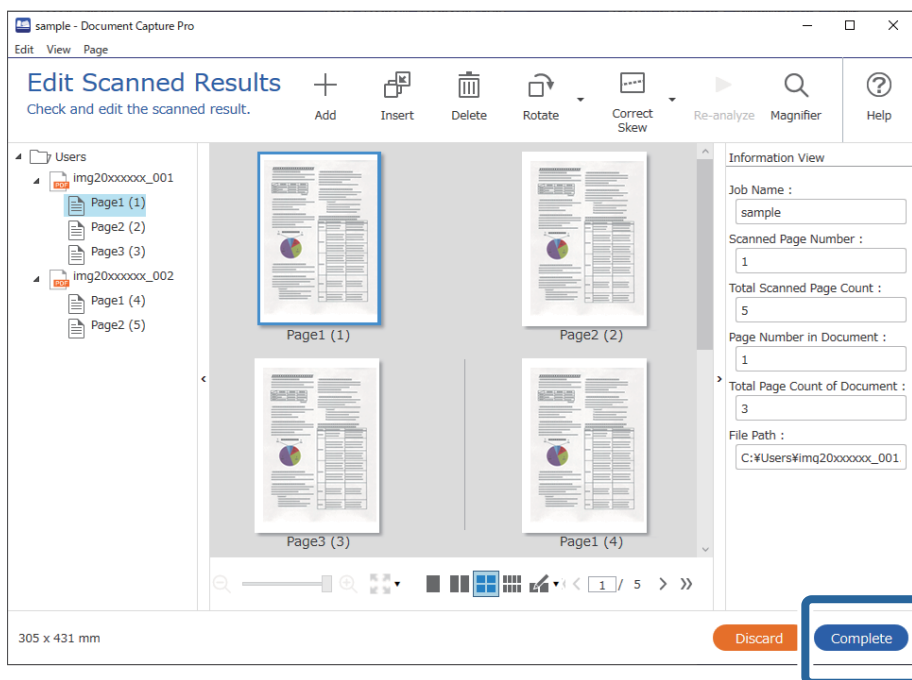 sample - Document Capture Pro
Edit View Page
Edit Scanned Results
Check and edit the scanned result.
Add
Insert
Delete
Rotate
Correct
Skew
Re-analyze
Magnifier
Help
Users
PDF
img20xxxxxx_001
Page1 (1)
Page2 (2)
Page3 (3)
PDF
img20xxxxxx_002
Page1 (4)
Page2 (5)
Page1 (1)
Page2 (2)
Page3 (3)
Page1 (4)
Information View
Job Name :
sample
Scanned Page Number :
1
Total Scanned Page Count :
5
Page Number in Document :
1
Total Page Count of Document :
3
File Path :
C:¥Users¥img20xxxxxx_001
1 / 5
305 x 431 mm
Discard
Complete